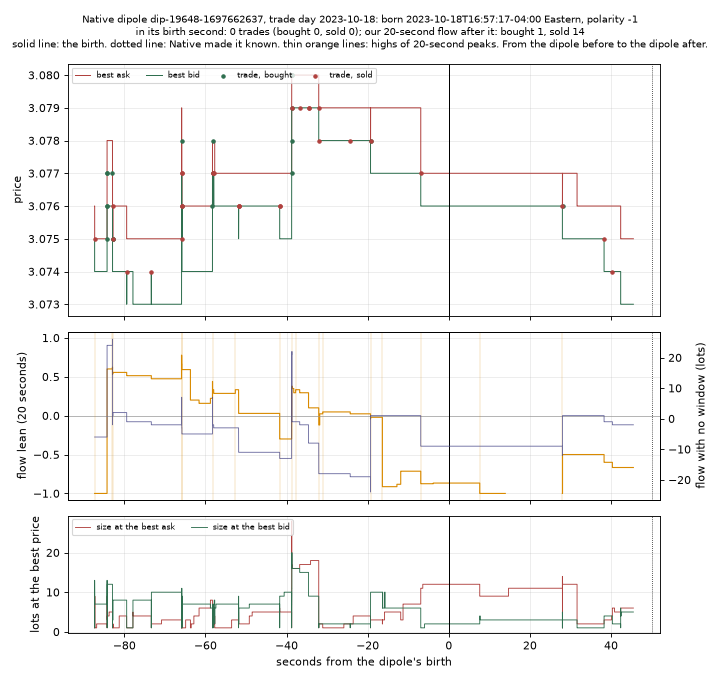 Native dipole dip-19648-1697662637, trade day 2023-10-18: born 2023-10-18T16:57:17-04:00 Eastern, polarity -1
in its birth second: 0 trades (bought 0, sold 0); our 20-second flow after it: bought 1, sold 14
solid line: the birth. dotted line: Native made it known. thin orange lines: highs of 20-second peaks. From the dipole before to the dipole after.
best ask best bid trade, bought trade, sold
3.080
3.079
3.078
3.077
3.076
3.075
3.074
3.073
price
1.0
0.5
0.0
−0.5
−1.0
flow lean (20 seconds)
20
10
0
−10
−20
flow with no window (lots)
size at the best ask size at the best bid
20
10
0
lots at the best price
−80 −60 −40 −20 0 20 40
seconds from the dipole's birth